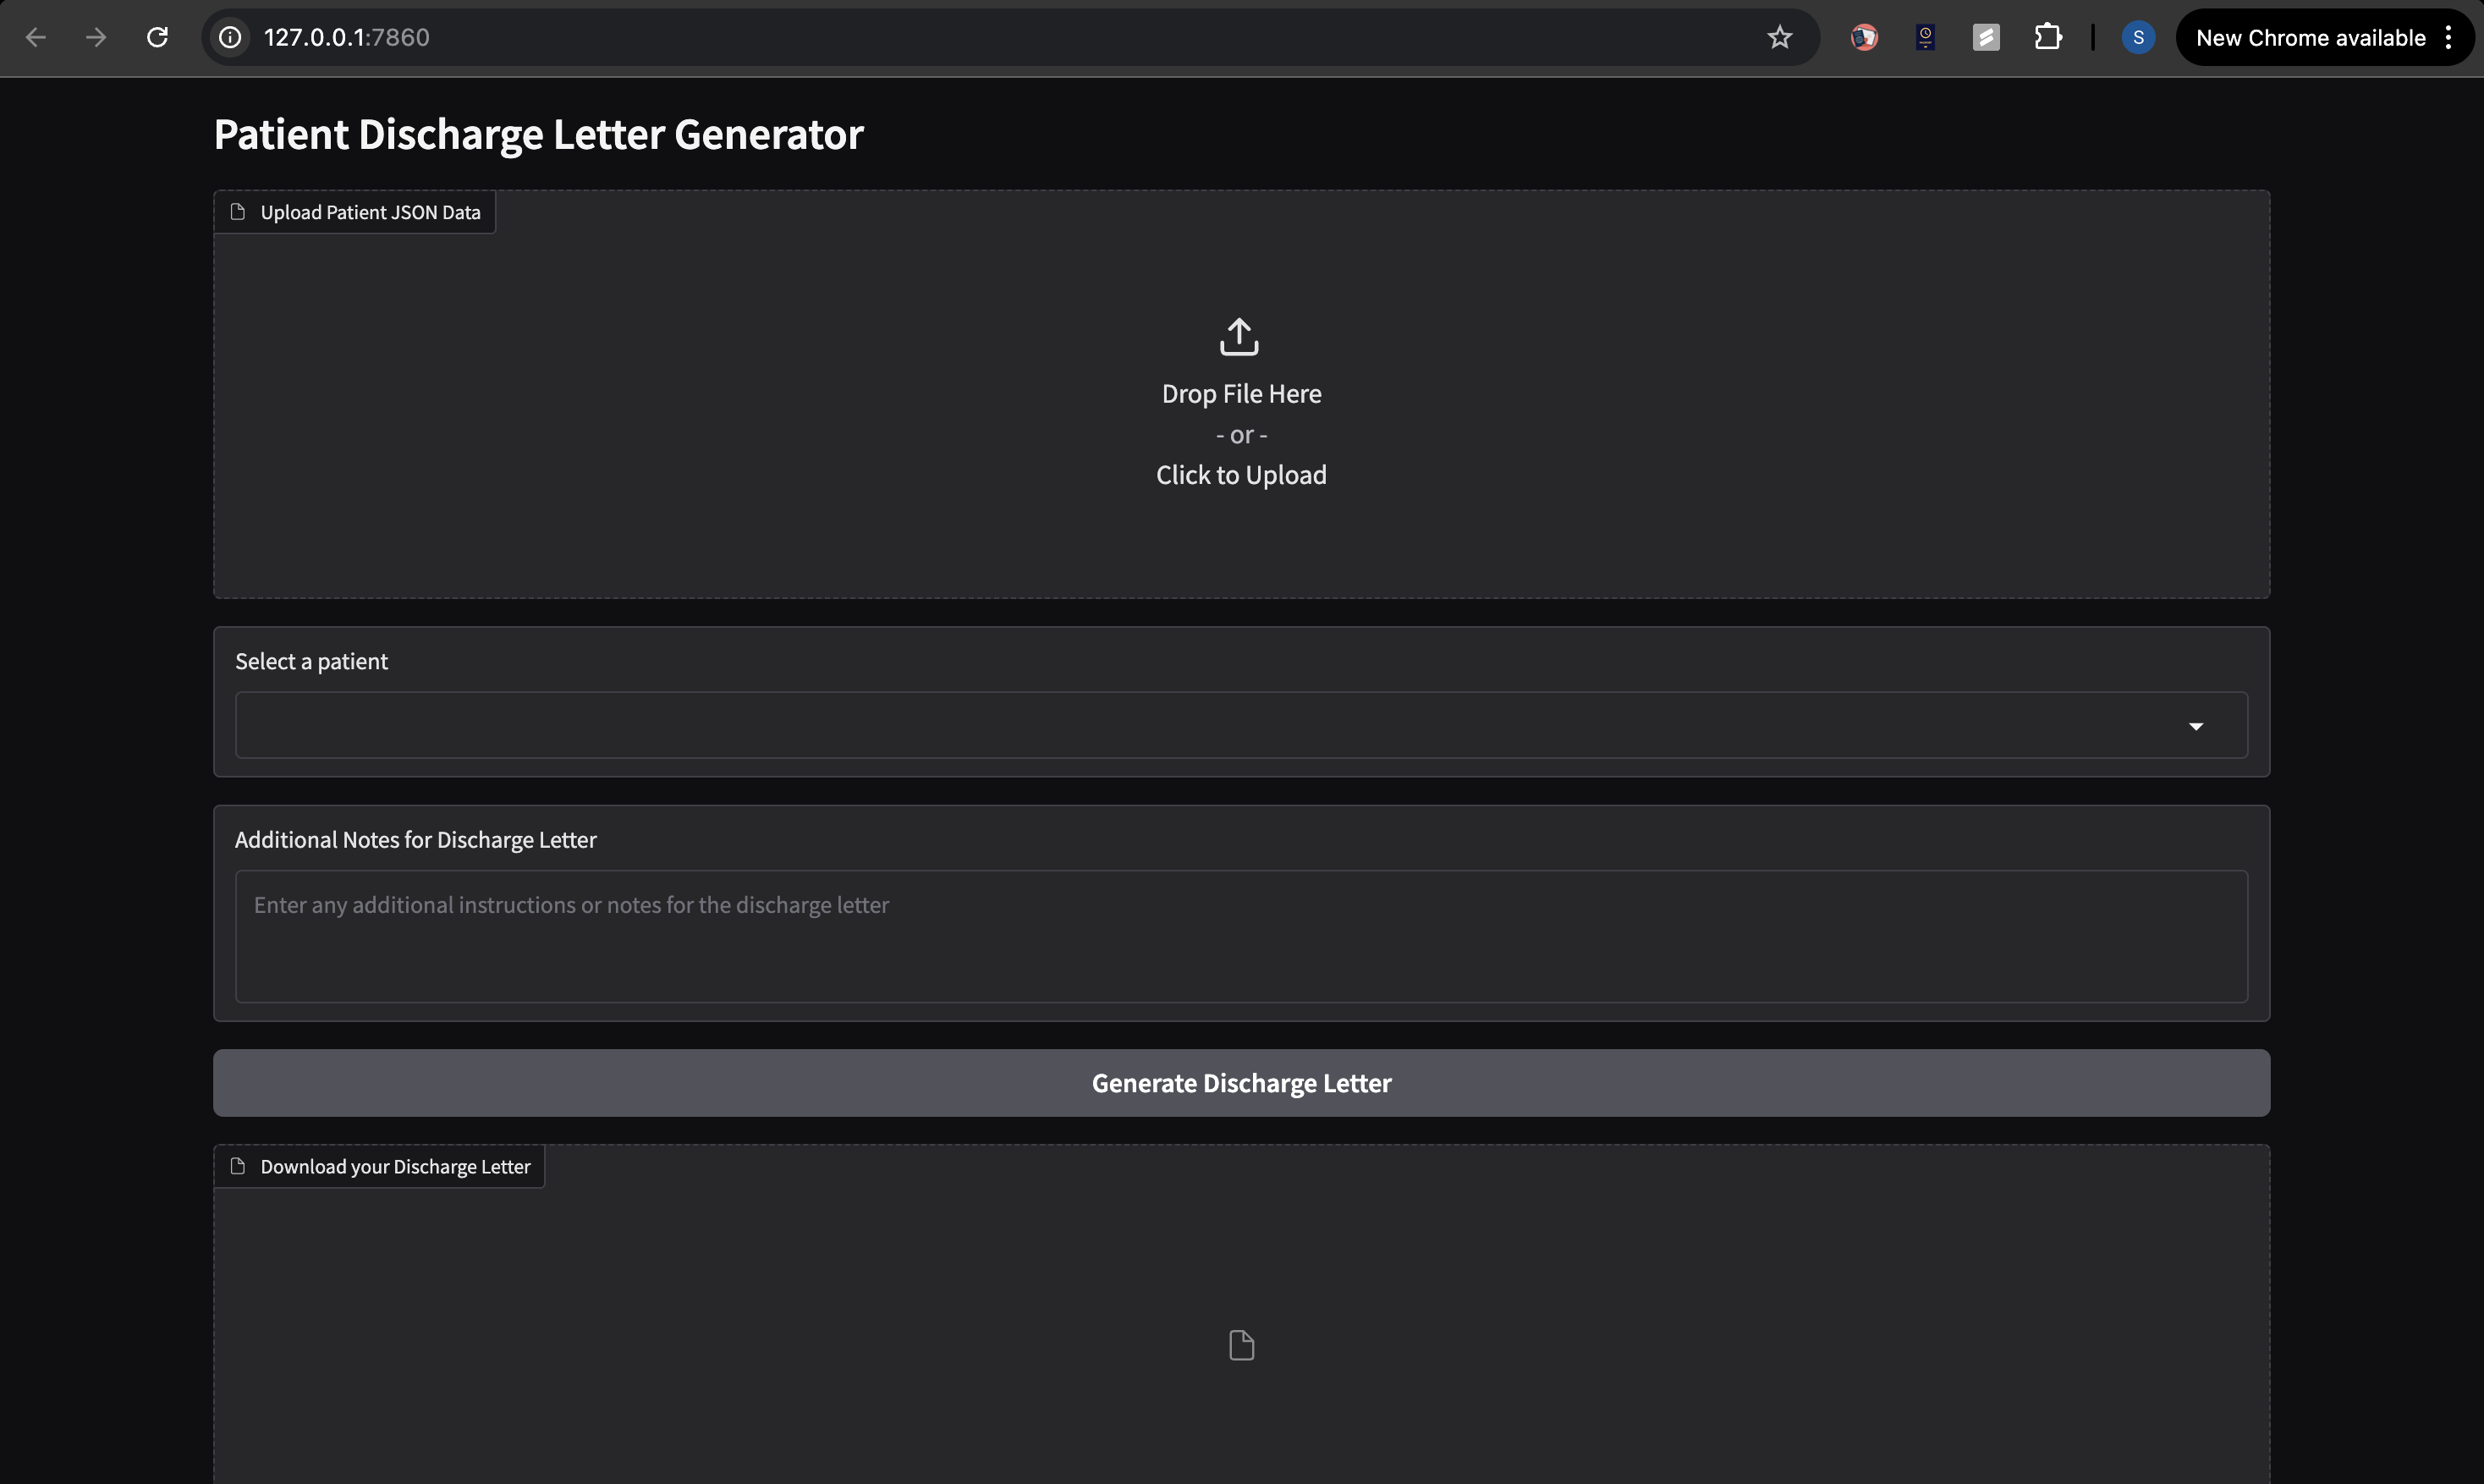 127.0.0.1:7860
S
New Chrome available
Patient Discharge Letter Generator
Upload Patient JSON Data
Drop File Here
- or -
Click to Upload
Select a patient
Additional Notes for Discharge Letter
Enter any additional instructions or notes for the discharge letter
Generate Discharge Letter
Download your Discharge Letter